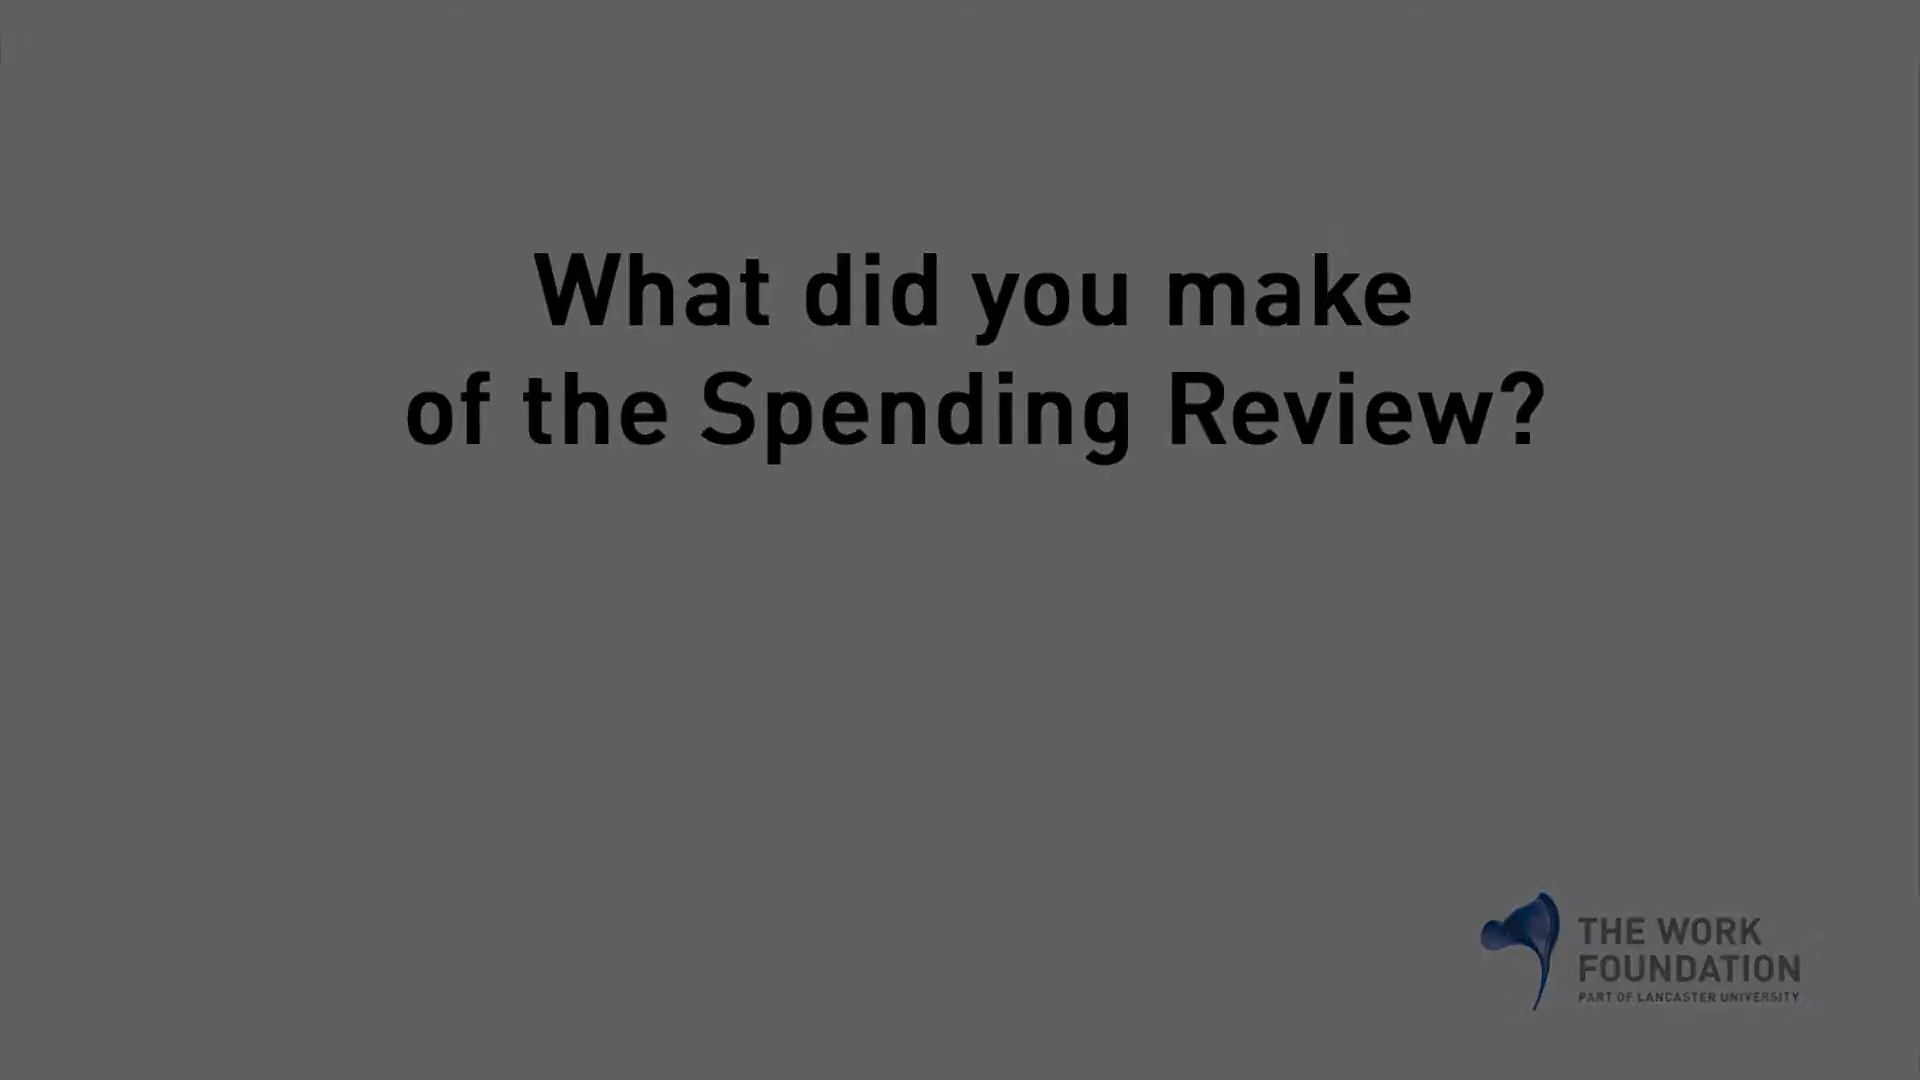 What did you make
of the Spending Review?
THE WORK
FOUNDATION
PART OF LANCASTER UNIVERSITY